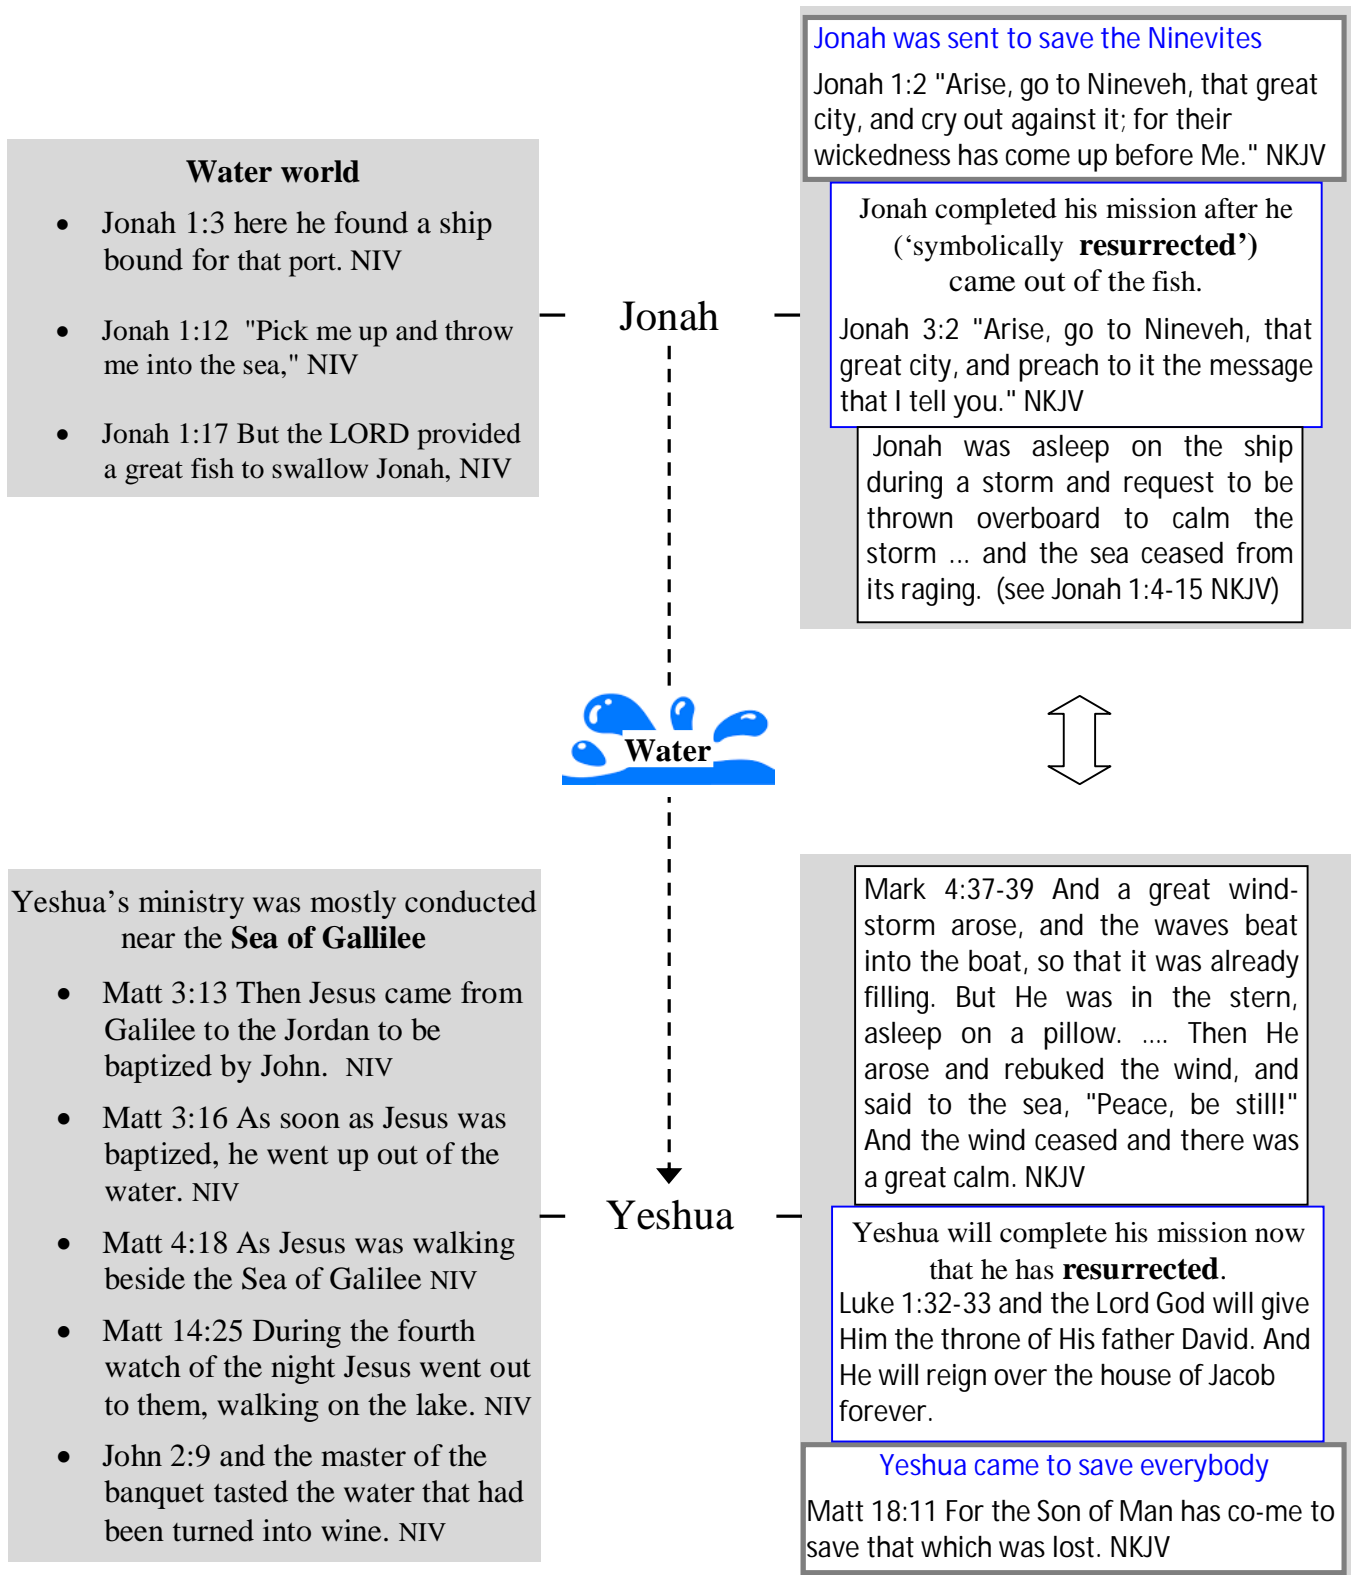 Jonah was sent to save the Ninevites
Jonah 1:2 "Arise, go to Nineveh, that great
city, and cry out against it; for their
wickedness has come up before Me." NKJV
Water world
• Jonah 1:3 here he found a ship
bound for that port. NIV
• Jonah 1:12 "Pick me up and throw
me into the sea," NIV
• Jonah 1:17 But the LORD provided
a great fish to swallow Jonah, NIV
Jonah
Jonah completed his mission after he
(‘symbolically resurrected’)
came out of the fish.
Jonah 3:2 "Arise, go to Nineveh, that
great city, and preach to it the message
that I tell you." NKJV
Jonah was asleep on the ship
during a storm and request to be
thrown overboard to calm the
storm ... and the sea ceased from
its raging. (see Jonah 1:4-15 NKJV)
Water
Yeshua’s ministry was mostly conducted
near the Sea of Gallilee
• Matt 3:13 Then Jesus came from
Galilee to the Jordan to be
baptized by John. NIV
• Matt 3:16 As soon as Jesus was
baptized, he went up out of the
water. NIV
• Matt 4:18 As Jesus was walking
beside the Sea of Galilee NIV
• Matt 14:25 During the fourth
watch of the night Jesus went out
to them, walking on the lake. NIV
• John 2:9 and the master of the
banquet tasted the water that had
been turned into wine. NIV
Yeshua
Mark 4:37-39 And a great wind-
storm arose, and the waves beat
into the boat, so that it was already
filling. But He was in the stern,
asleep on a pillow. .... Then He
arose and rebuked the wind, and
said to the sea, "Peace, be still!"
And the wind ceased and there was
a great calm. NKJV
Yeshua will complete his mission now
that he has resurrected.
Luke 1:32-33 and the Lord God will give
Him the throne of His father David. And
He will reign over the house of Jacob
forever.
Yeshua came to save everybody
Matt 18:11 For the Son of Man has co-me to
save that which was lost. NKJV